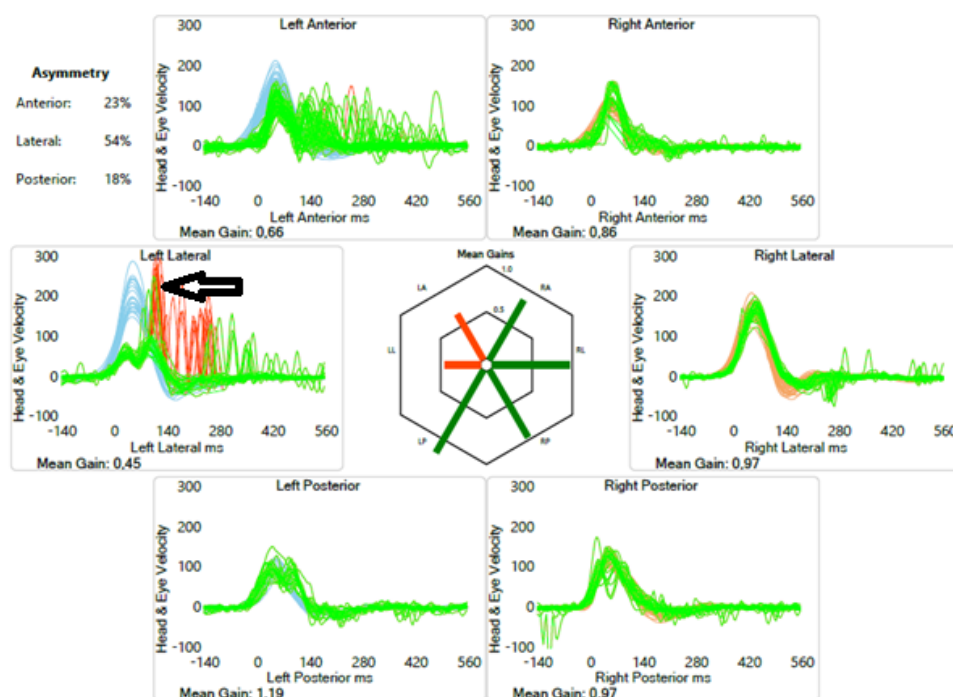 Asymmetry
Anterior: 23%
Lateral: 54%
Posterior: 18%
Left Anterior
Head & Eye Velocity
300
200
100
0
-100
-140 0 140 280 420 560
Left Anterior ms
Mean Gain: 0,66
Right Anterior
Head & Eye Velocity
300
200
100
0
-100
-140 0 140 280 420 560
Right Anterior ms
Mean Gain: 0,86
Left Lateral
Head & Eye Velocity
300
200
100
0
-100
-140 0 140 280 420 560
Left Lateral ms
Mean Gain: 0,45
Mean Gains
1.0
LA RA
0.5
LL RL
LP RP
Right Lateral
Head & Eye Velocity
300
200
100
0
-100
-140 0 140 280 420 560
Right Lateral ms
Mean Gain: 0,97
Left Posterior
Head & Eye Velocity
300
200
100
0
-100
-140 0 140 280 420 560
Left Posterior ms
Mean Gain: 1,19
Right Posterior
Head & Eye Velocity
300
200
100
0
-100
-140 0 140 280 420 560
Right Posterior ms
Mean Gain: 0,97